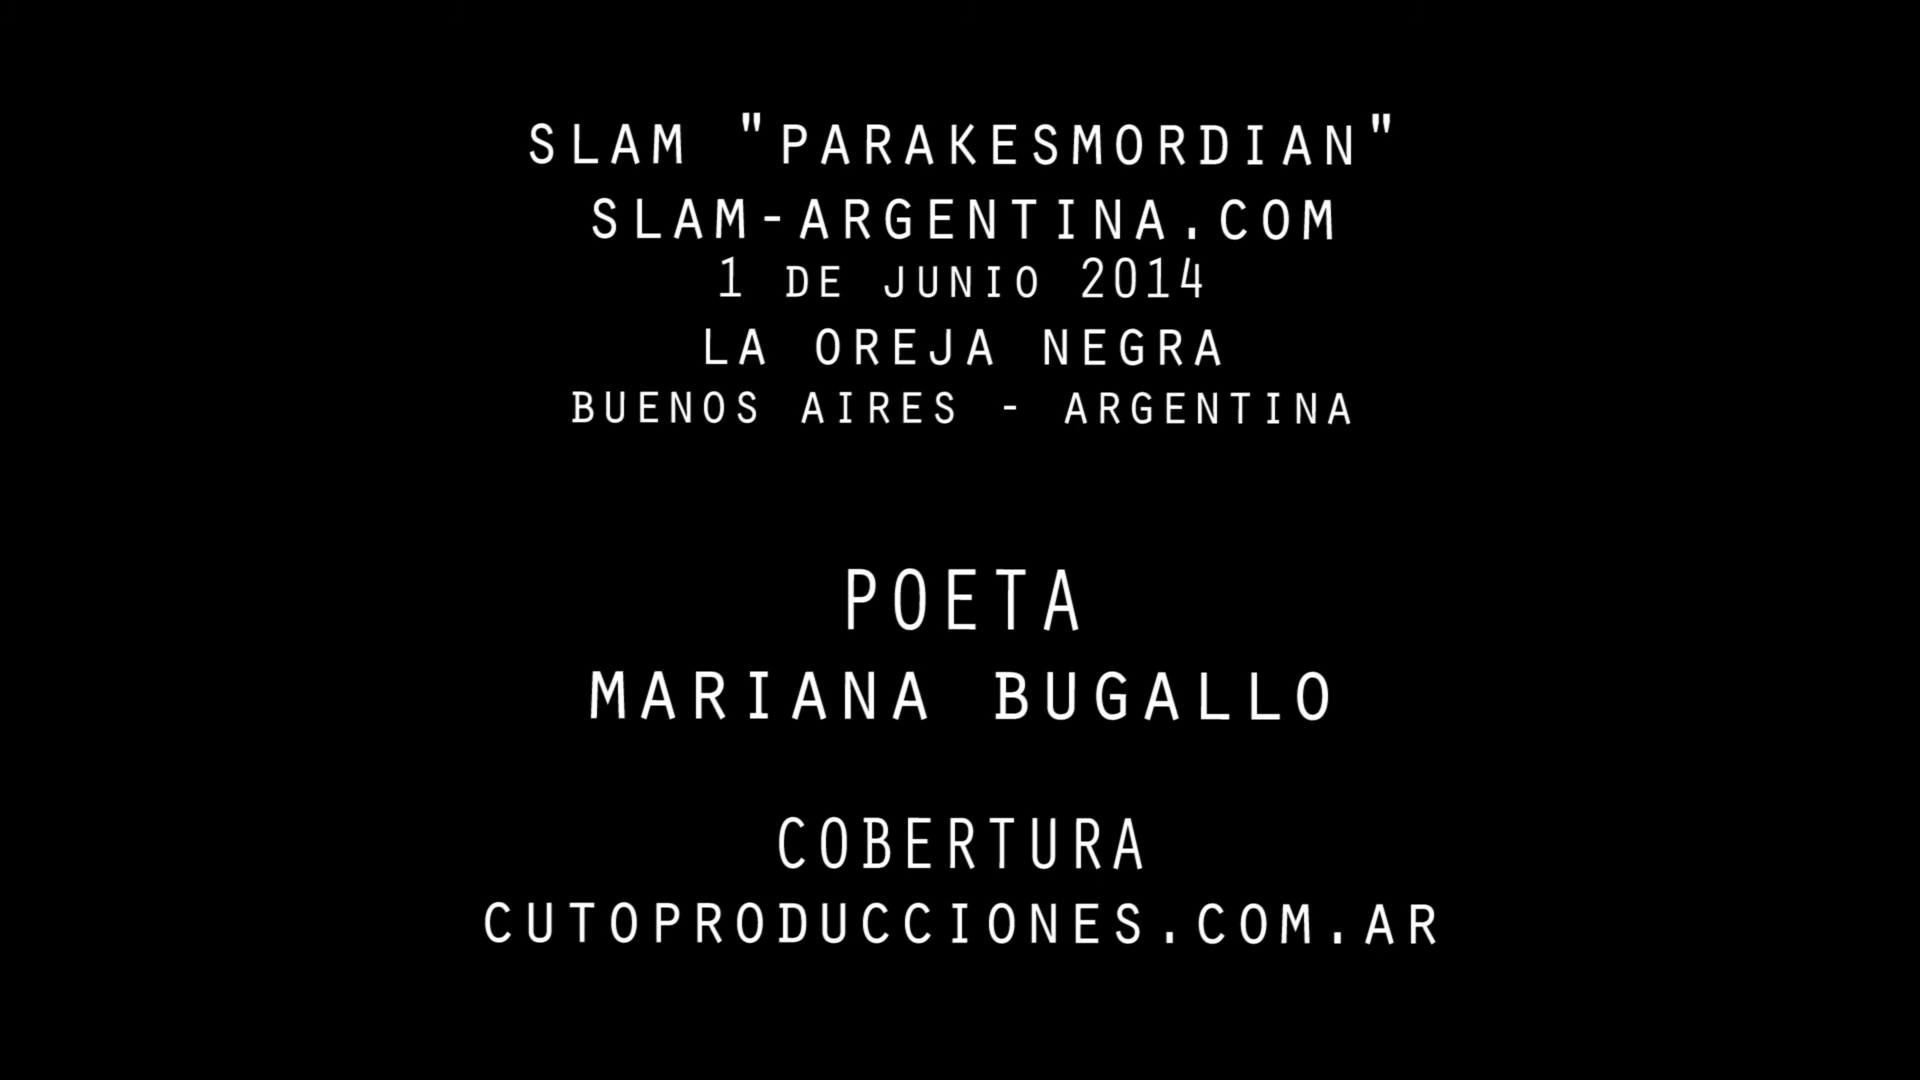 SLAM "PARAKESMORDIAN"
SLAM-ARGENTINA.COM
1 DE JUNIO 2014
LA OREJA NEGRA
BUENOS AIRES - ARGENTINA
POETA
MARIANA BUGALLO
COBERTURA
CUTOPRODUCCIONES.COM.AR